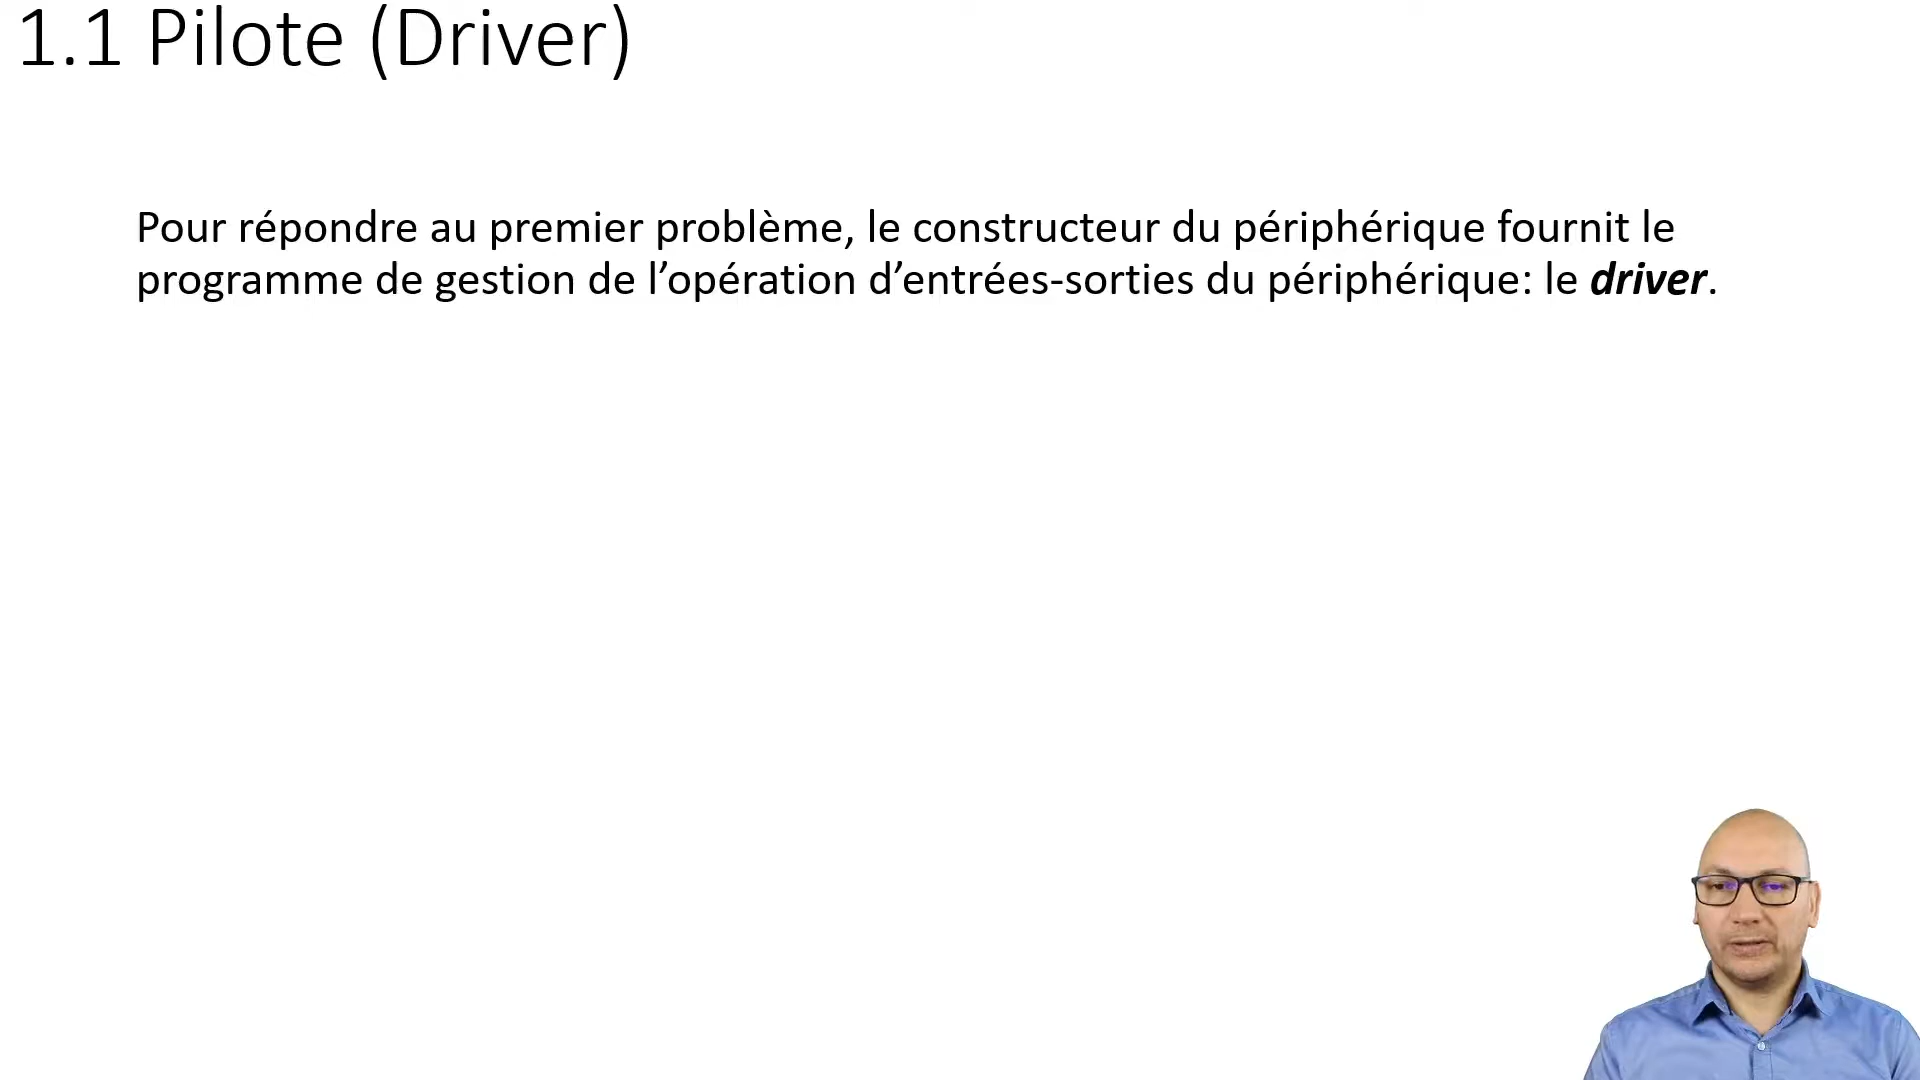 1.1 Pilote (Driver)
Pour répondre au premier problème, le constructeur du périphérique fournit le
programme de gestion de l’opération d’entrées-sorties du périphérique: le driver.